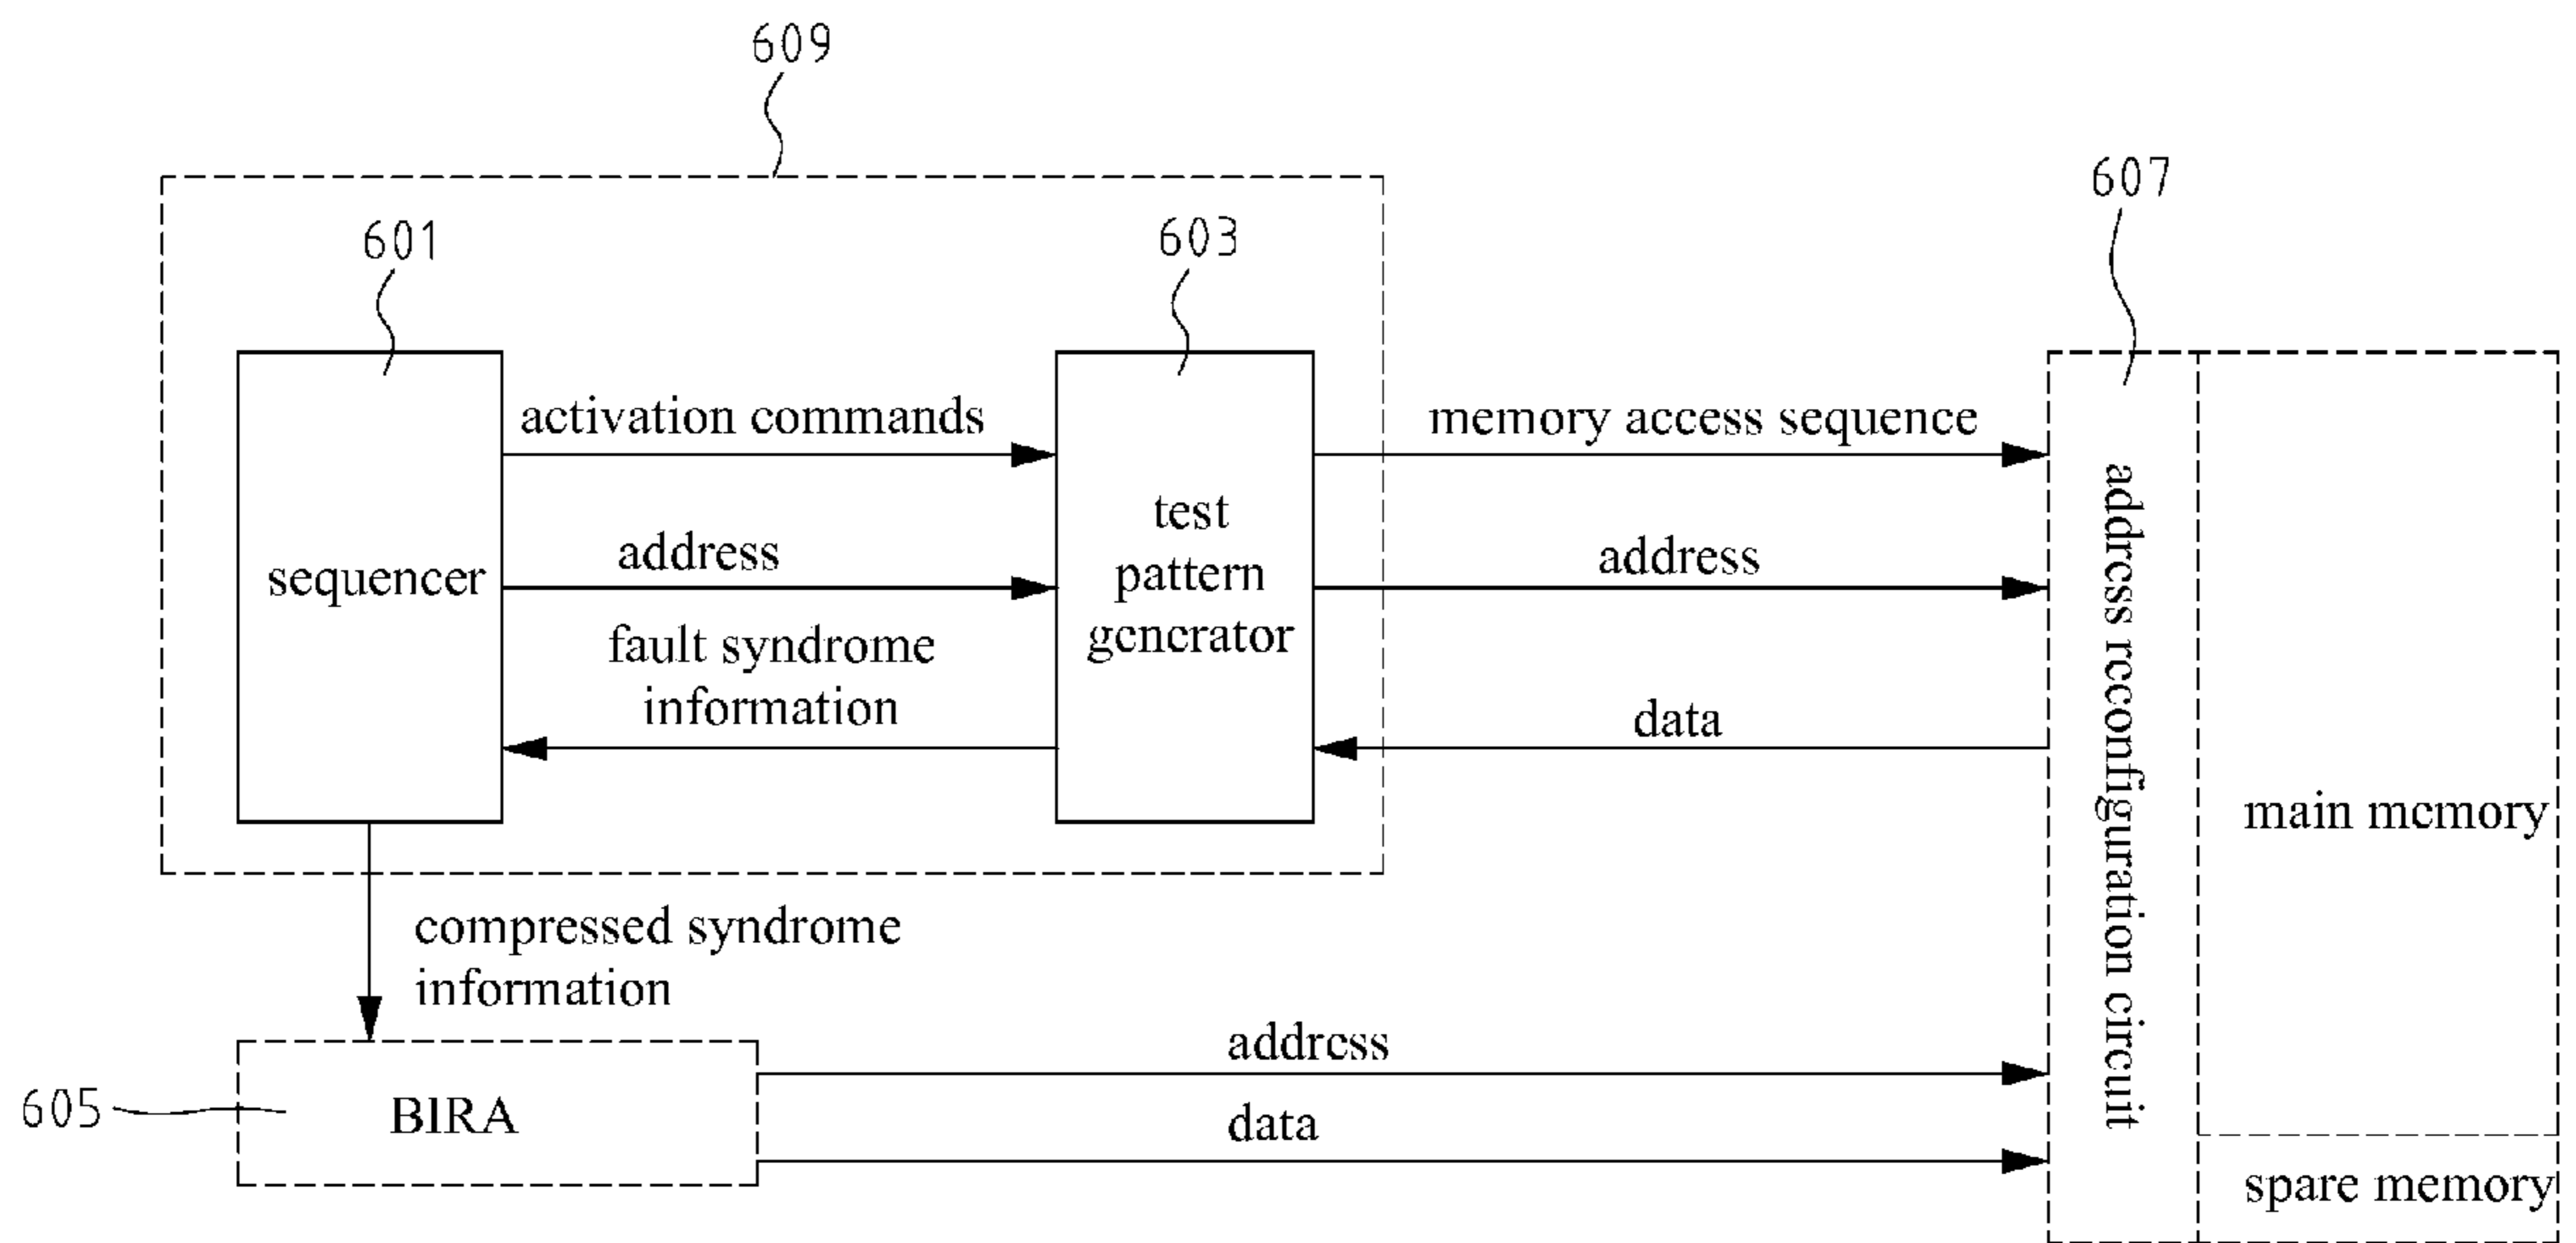 609
607
601
603
activation commands
memory access sequence
sequencer
address
test
pattern
generator
address
fault syndrome
information
data
address reconfiguration circuit
main memory
compressed syndrome
information
605
BIRA
address
data
spare memory